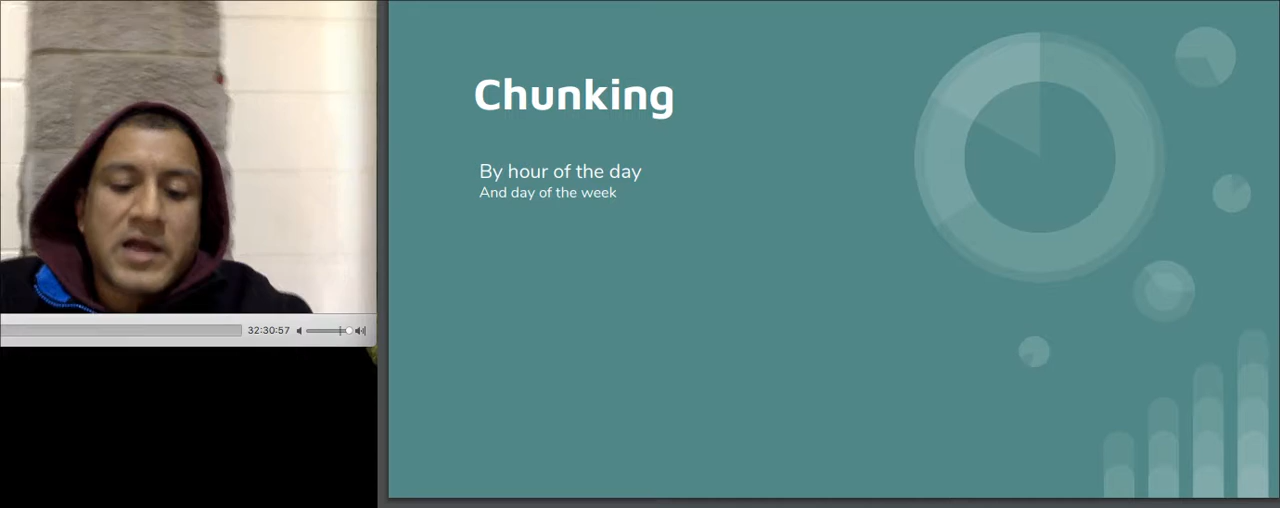 Chunking
By hour of the day
And day of the week
32:30:57